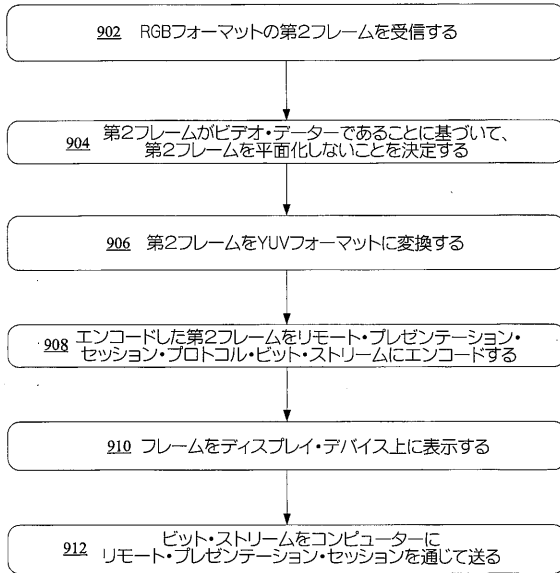 902 RGBフォーマットの第2フレームを受信する
904 第2フレームがビデオ・データーであることに基づいて、
第2フレームを平面化しないことを決定する
906 第2フレームをYUVフォーマットに変換する
908 エンコードした第2フレームをリモート・プレゼンテーション・
セッション・プロトコル・ビット・ストリームにエンコードする
910 フレームをディスプレイ・デバイス上に表示する
912 ビット・ストリームをコンピューターに
リモート・プレゼンテーション・セッションを通じて送る